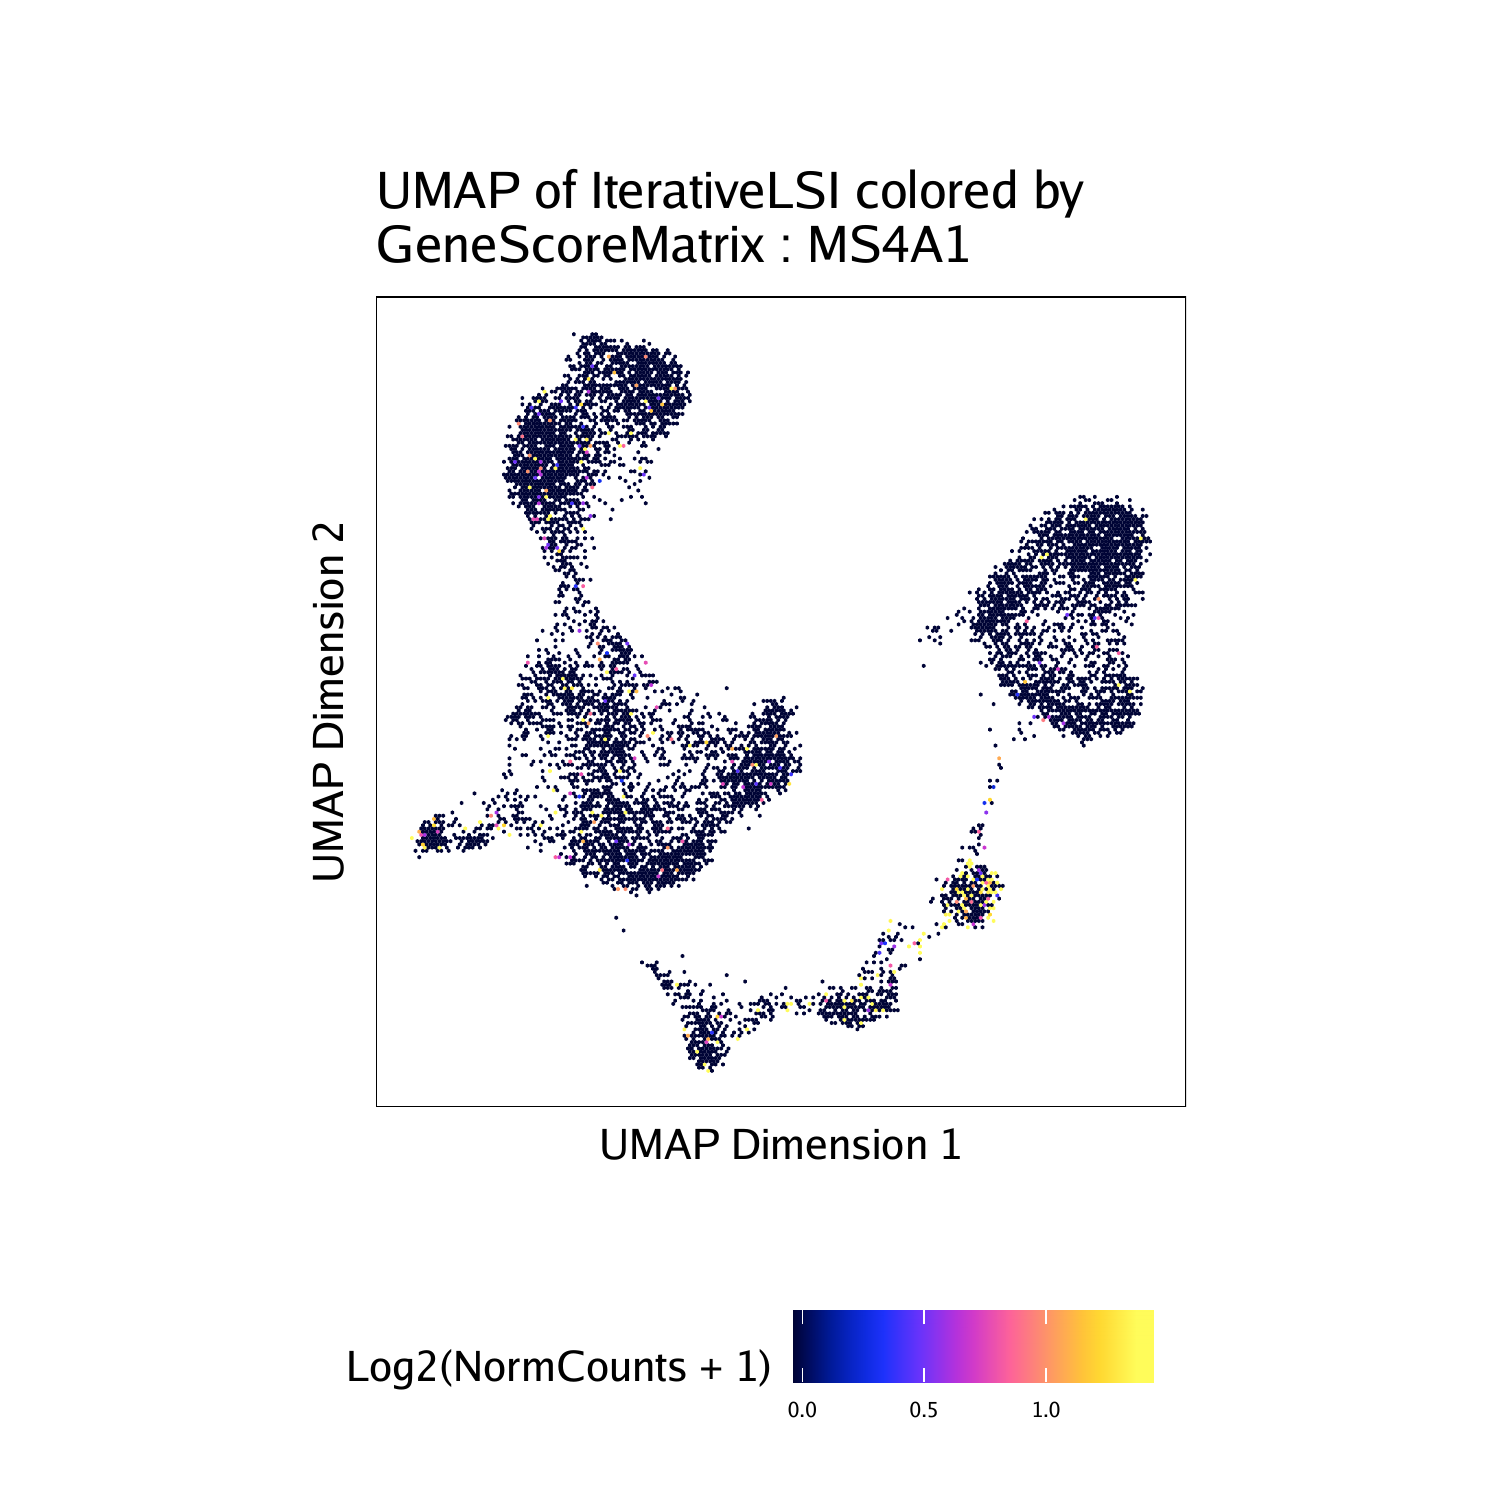 UMAP of IterativeLSI colored by
GeneScoreMatrix : MS4A1
UMAP Dimension 2
UMAP Dimension 1
Log2(NormCounts + 1)
0.0 0.5 1.0